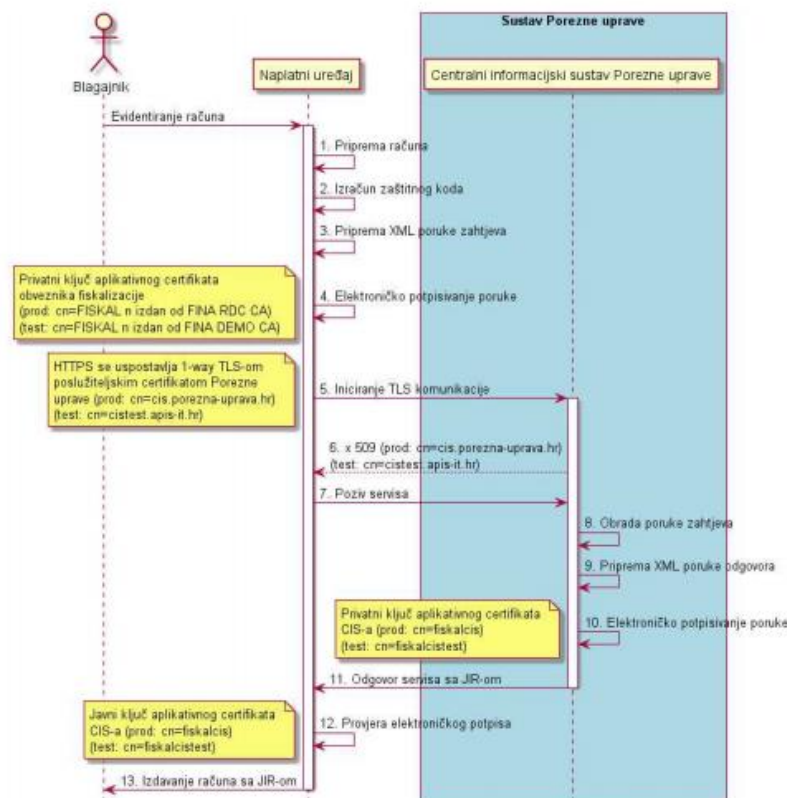 Sustav Porezne uprave
Blagajnik
Naplatni uređaj
Centralni informacijski sustav Porezne uprave
Evidentiranje računa
1. Priprema računa
2. Izračun zaštitnog koda
3. Priprema XML poruke zahtjeva
Privatni ključ aplikativnog certifikata
obveznika fiskalizacije
(prod: cn=FISKAL n izdan od FINA RDC CA)
(test: cn=FISKAL n izdan od FINA DEMO CA)
4. Elektroničko potpisivanje poruke
HTTPS se uspostavlja 1-way TLS-om
poslužiteljskim certifikatom Porezne
uprave (prod: cn=cis.porezna-uprava.hr)
(test: cn=cistest.apis-it.hr)
5. Iniciranje TLS komunikacije
6. x 509 (prod: cn=cis.porezna-uprava.hr)
(test: cn=cistest.apis-it.hr)
7. Poziv servisa
8. Obrada poruke zahtjeva
9. Priprema XML poruke odgovora
Privatni ključ aplikativnog certifikata
CIS-a (prod: cn=fiskalcis)
(test: cn=fiskalcistest)
10. Elektroničko potpisivanje poruke
11. Odgovor servisa sa JIR-om
Javni ključ aplikativnog certifikata
CIS-a (prod: cn=fiskalcis)
(test: cn=fiskalcistest)
12. Provjera elektroničkog potpisa
13. Izdavanje računa sa JIR-om